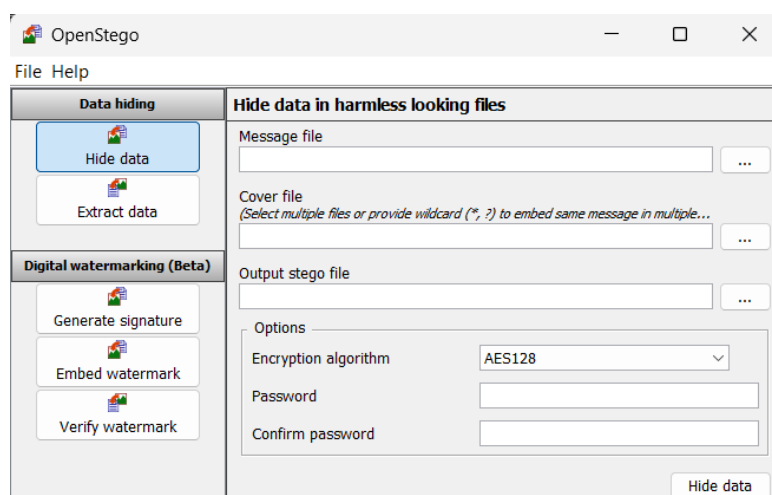 OpenStego
File Help
Data hiding
Hide data
Extract data
Digital watermarking (Beta)
Generate signature
Embed watermark
Verify watermark
Hide data in harmless looking files
Message file
...
Cover file
(Select multiple files or provide wildcard (*, ?) to embed same message in multiple...
...
Output stego file
...
Options
Encryption algorithm AES128
Password
Confirm password
Hide data